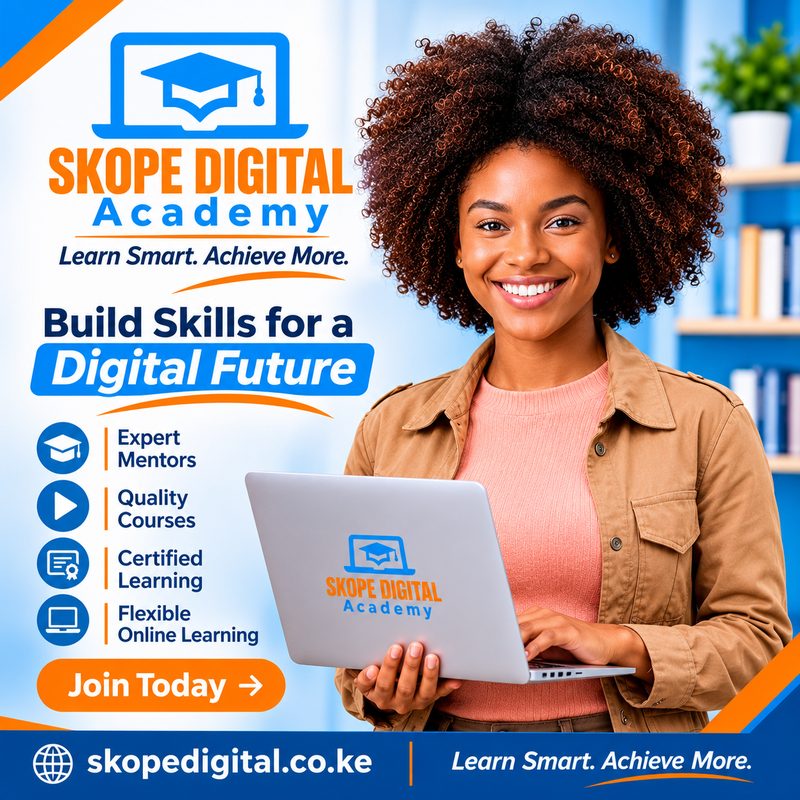 SKOPE DIGITAL
Academy
Learn Smart. Achieve More.
Build Skills for a
Digital Future
Expert
Mentors
Quality
Courses
Certified
Learning
Flexible
Online Learning
Join Today →
SKOPE DIGITAL
Academy
skopedigital.co.ke
Learn Smart. Achieve More.